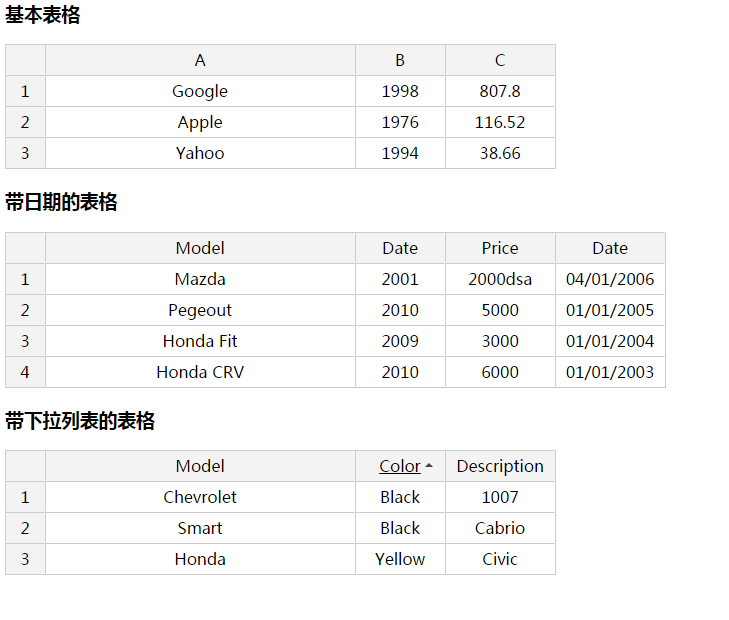 基本表格
A B C
1 Google 1998 807.8
2 Apple 1976 116.52
3 Yahoo 1994 38.66
带日期的表格
Model Date Price Date
1 Mazda 2001 2000dsa 04/01/2006
2 Pegeout 2010 5000 01/01/2005
3 Honda Fit 2009 3000 01/01/2004
4 Honda CRV 2010 6000 01/01/2003
带下拉列表的表格
Model Color Description
1 Chevrolet Black 1007
2 Smart Black Cabrio
3 Honda Yellow Civic